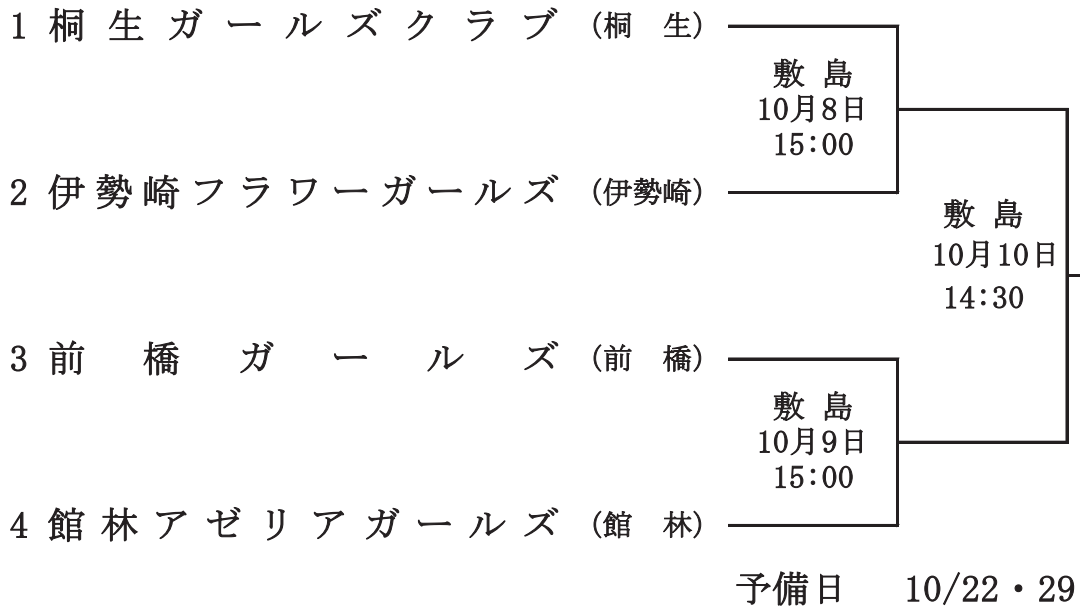 1 桐生ガールズクラブ (桐 生)
敷 島
10月8日
15:00
2 伊勢崎フラワーガールズ (伊勢崎)
敷 島
10月10日
14:30
3 前橋ガールズ (前 橋)
敷 島
10月9日
15:00
4 館林アゼリアガールズ (館 林)
予備日 10/22・29